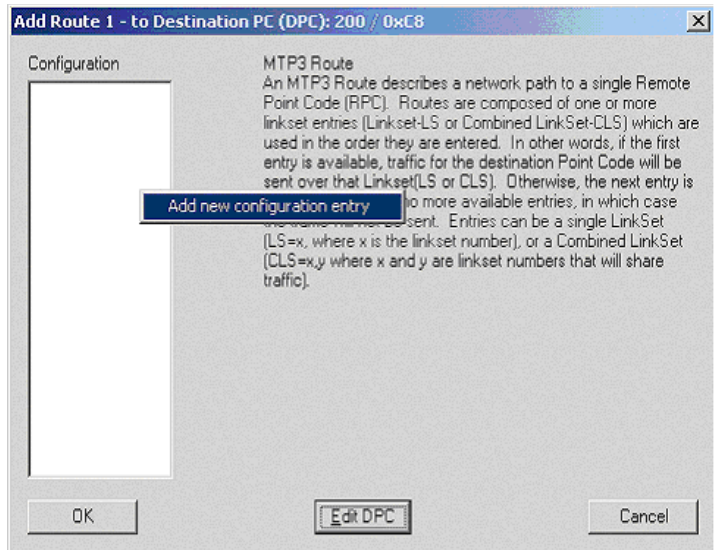 Add Route 1 - to Destination PC (DPC): 200 / 0xC8
Configuration
MTP3 Route
An MTP3 Route describes a network path to a single Remote
Point Code (RPC). Routes are composed of one or more
linkset entries (Linkset-LS or Combined LinkSet-CLS) which are
used in the order they are entered. In other words, if the first
entry is available, traffic for the destination Point Code will be
sent over that Linkset(LS or CLS). Otherwise, the next entry is
Add new configuration entry
no more available entries, in which case
sent. Entries can be a single LinkSet
(LS=x, where x is the linkset number), or a Combined LinkSet
(CLS=x,y where x and y are linkset numbers that will share
traffic).
OK
Edit DPC
Cancel